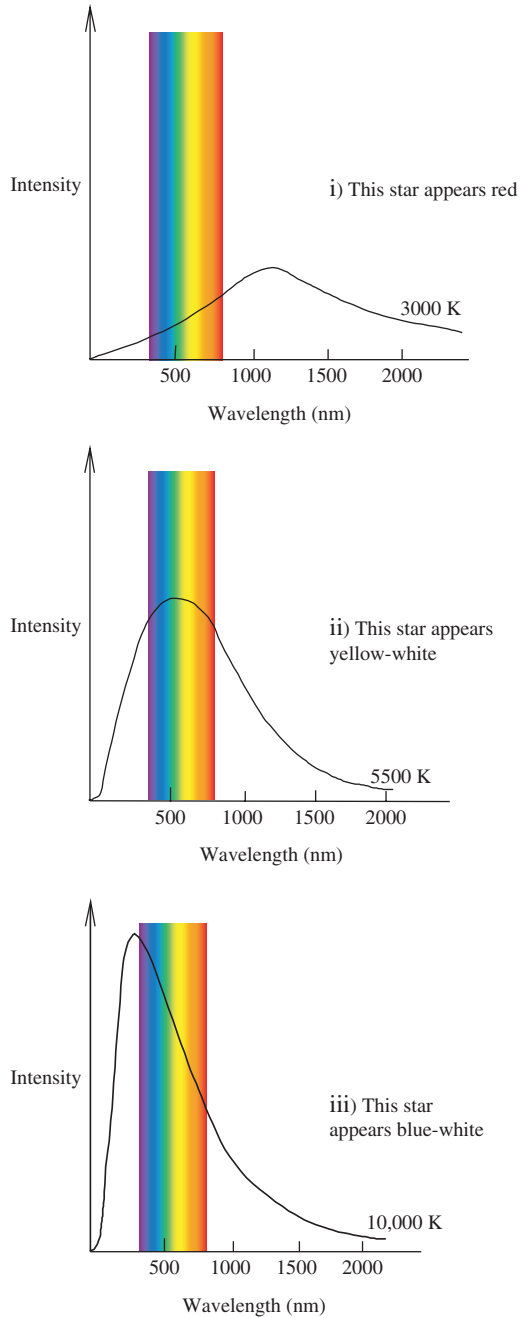 Intensity
i) This star appears red
3000 K
500 1000 1500 2000
Wavelength (nm)
Intensity
ii) This star appears
yellow-white
5500 K
500 1000 1500 2000
Wavelength (nm)
Intensity
iii) This star
appears blue-white
10,000 K
500 1000 1500 2000
Wavelength (nm)